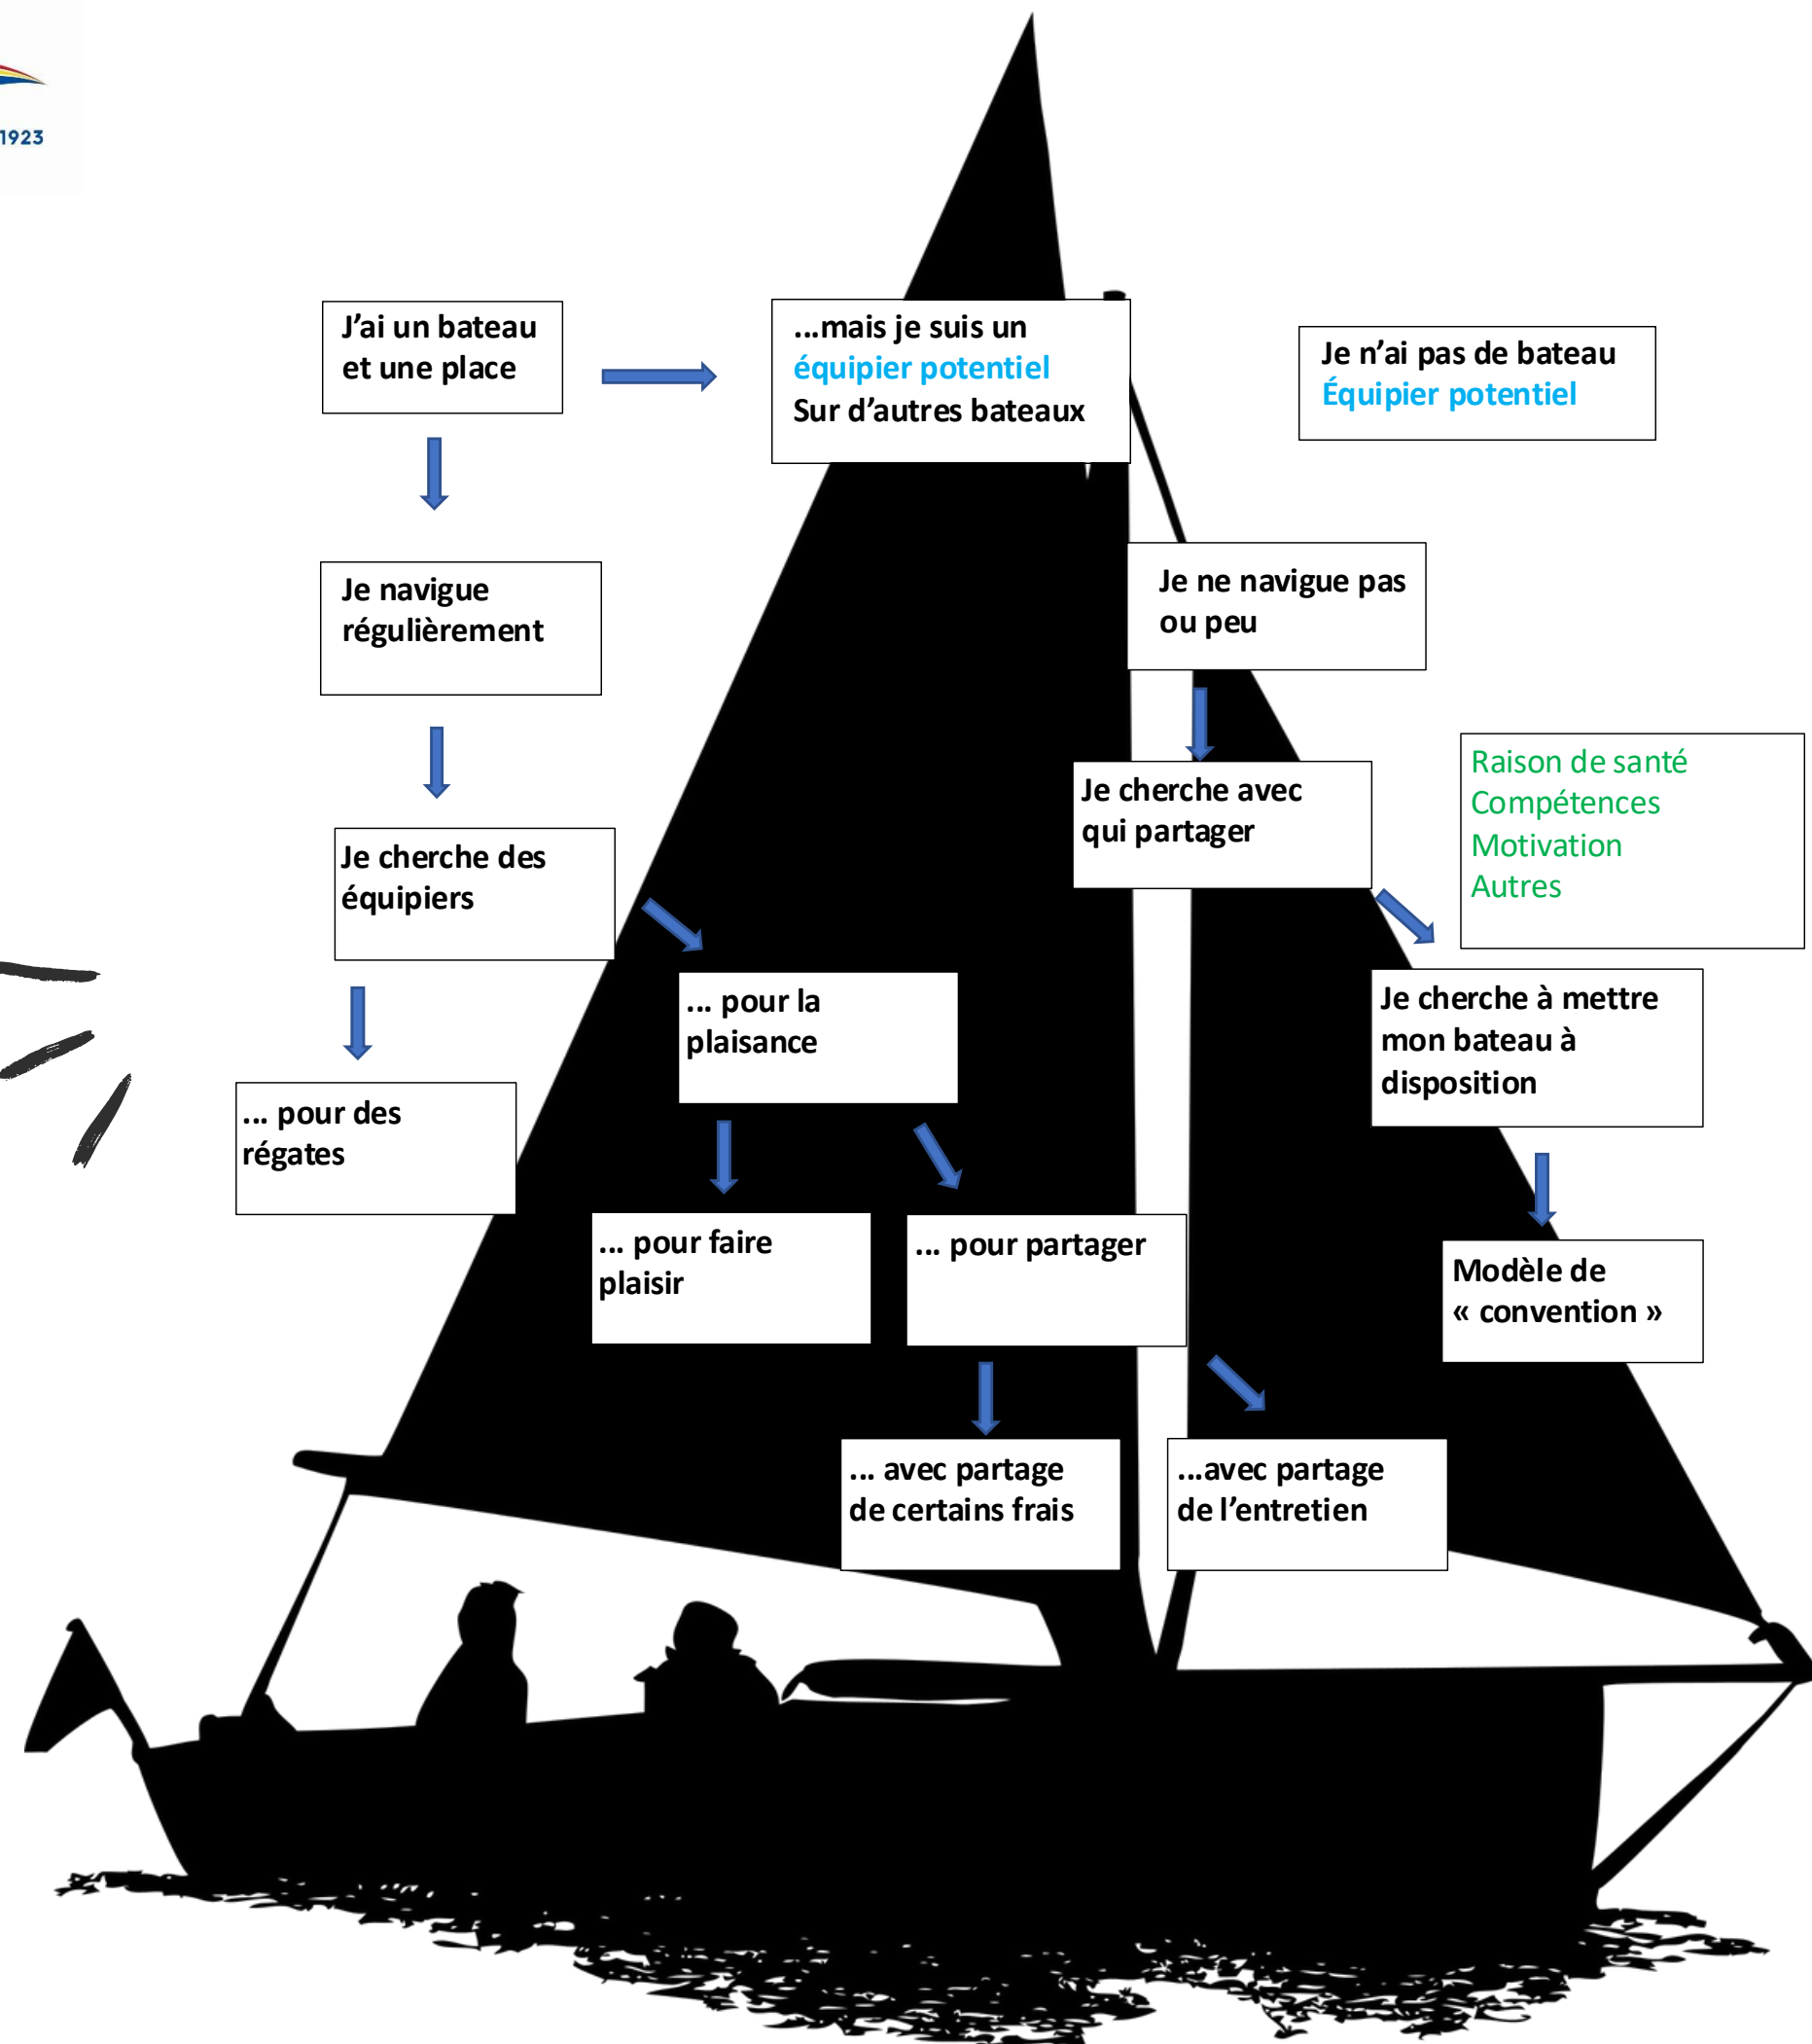 1923
J’ai un bateau
et une place
...mais je suis un
équipier potentiel
Sur d’autres bateaux
Je n’ai pas de bateau
Équipier potentiel
Je navigue
régulièrement
Je ne navigue pas
ou peu
Je cherche des
équipiers
Je cherche avec
qui partager
Raison de santé
Compétences
Motivation
Autres
... pour des
régates
... pour la
plaisance
Je cherche à mettre
mon bateau à
disposition
... pour faire
plaisir
... pour partager
Modèle de
« convention »
... avec partage
de certains frais
...avec partage
de l’entretien